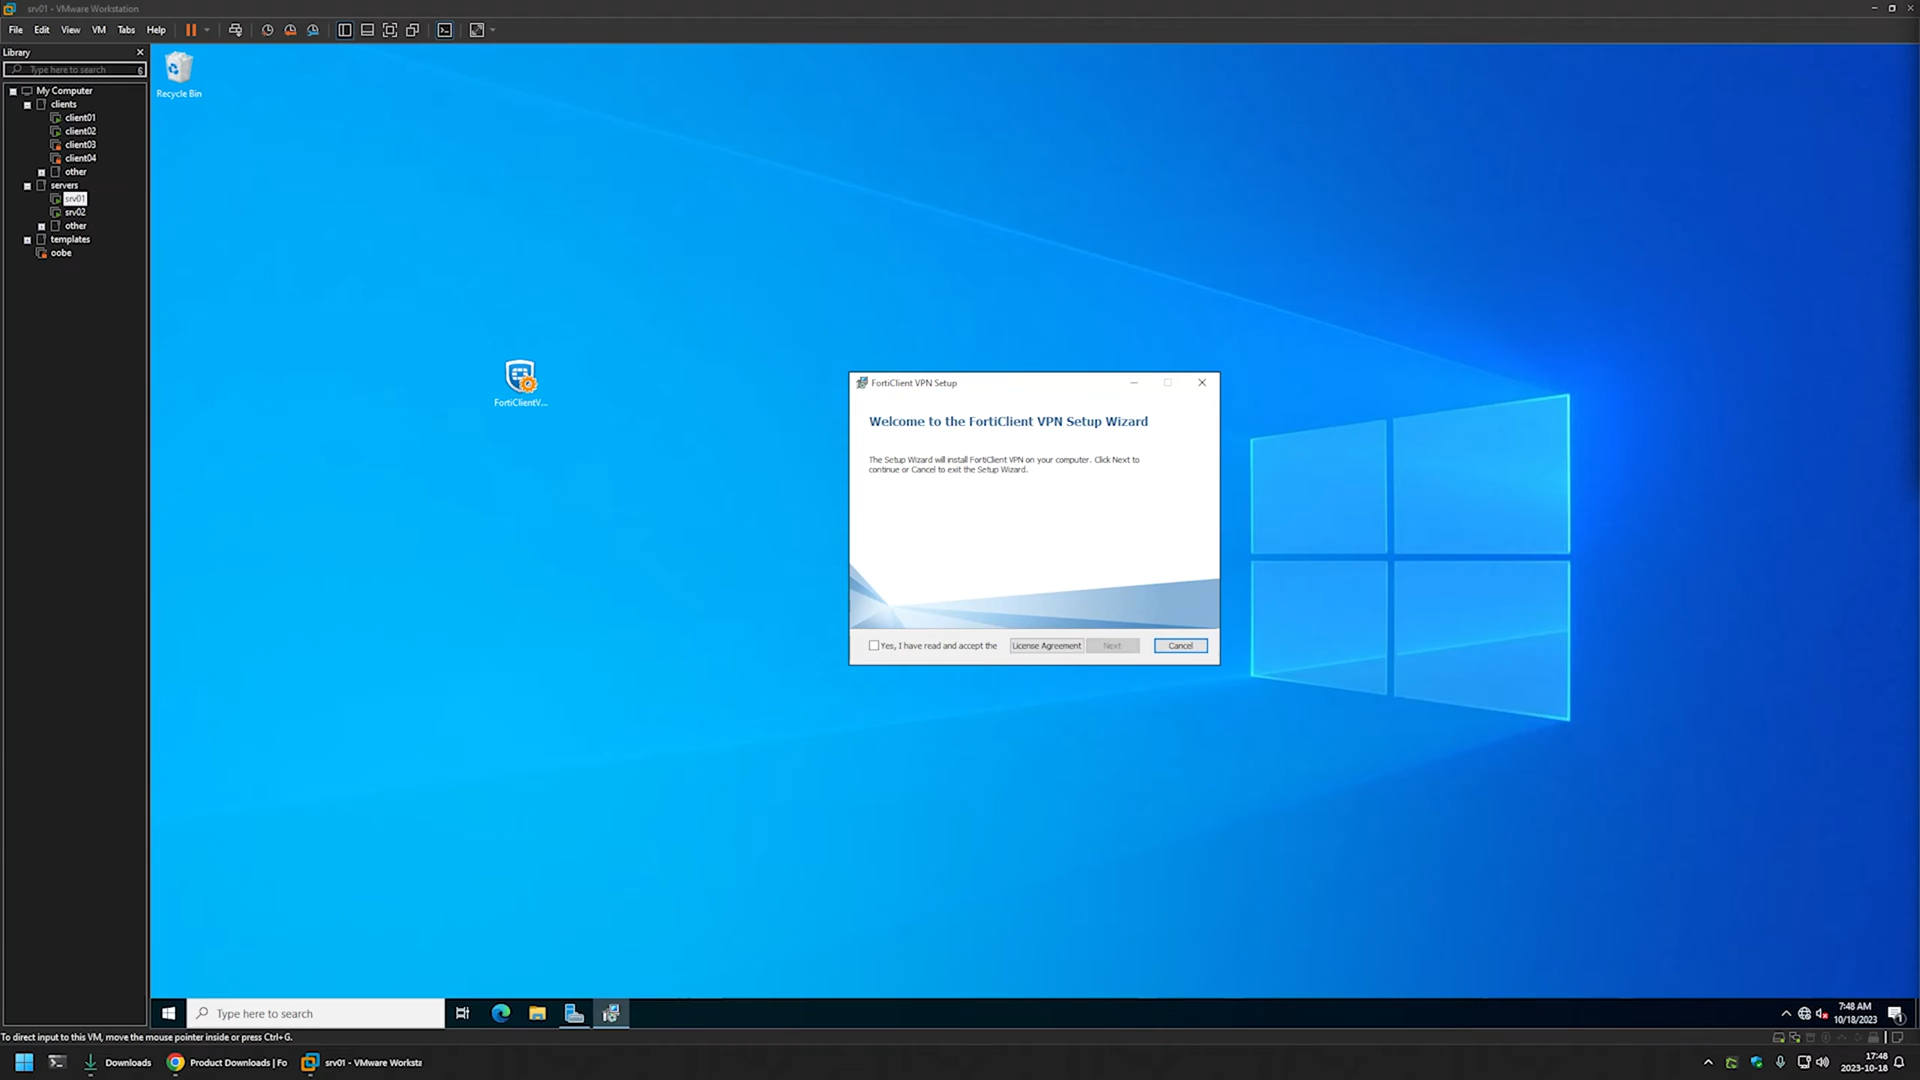 srv01 - VMware Workstation
File Edit View VM Tabs Help
Library
Type here to search
My Computer
clients
client01
client02
client03
client04
other
servers
srv01
srv02
other
templates
oobe
Recycle Bin
FortiClientV...
FortiClient VPN Setup
Welcome to the FortiClient VPN Setup Wizard
The Setup Wizard will install FortiClient VPN on your computer. Click Next to
continue or Cancel to exit the Setup Wizard.
Yes, I have read and accept the License Agreement Next Cancel
Type here to search
7:48 AM
10/18/2023
To direct input to this VM, move the mouse pointer inside or press Ctrl+G.
Downloads Product Downloads | Fo srv01 - VMware Worksta
17:48
2023-10-18